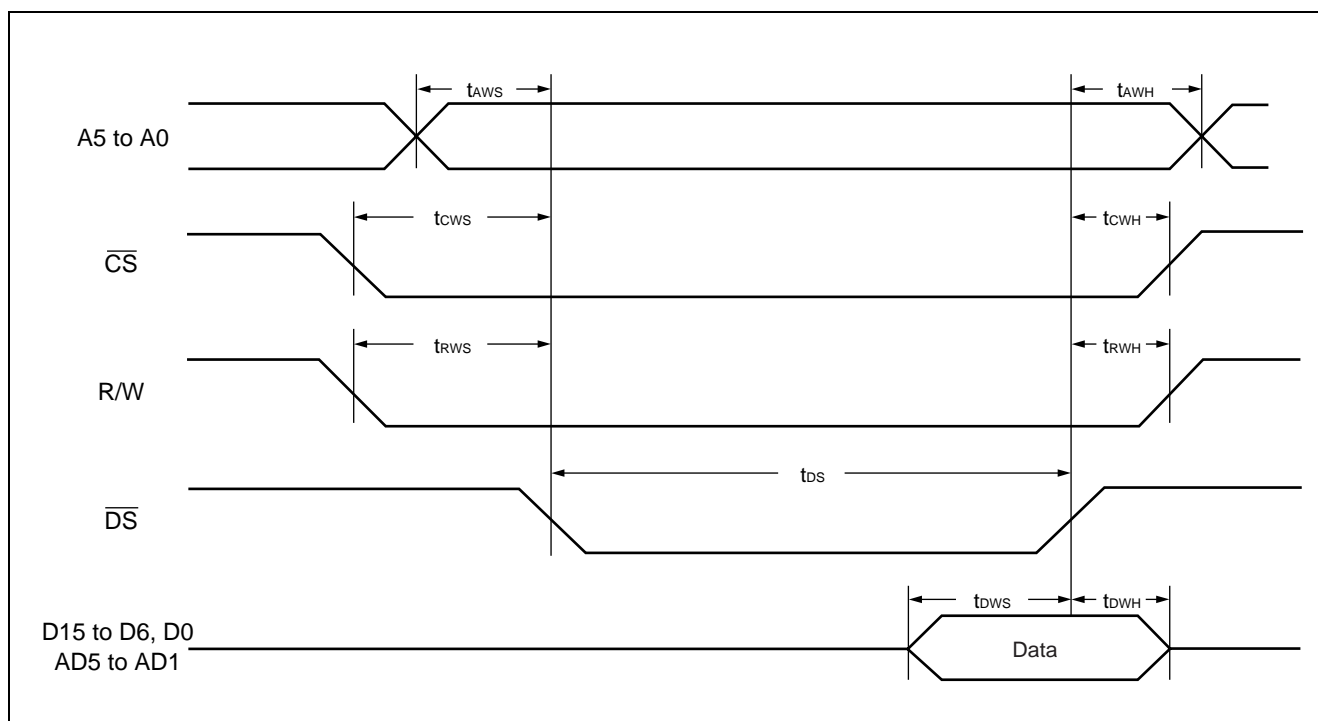 tAWS
tAWH
A5 to A0
tCWS
tCWH
CS
tRWS
tRWH
R/W
tDS
DS
tDWS
tDWH
D15 to D6, D0
AD5 to AD1
Data